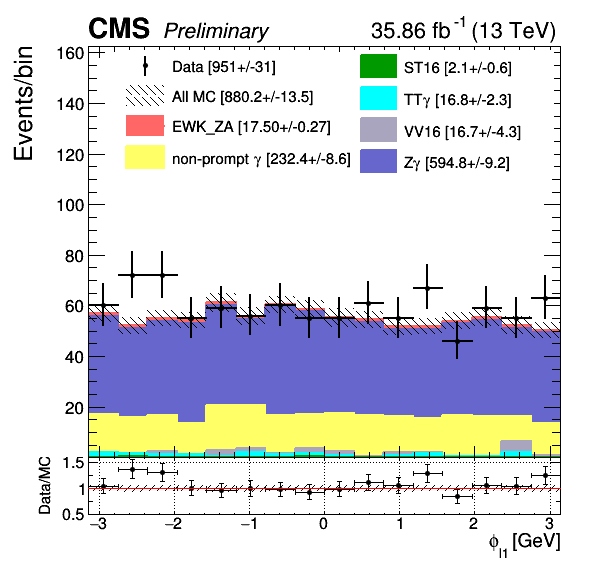 CMS Preliminary 35.86 fb⁻¹ (13 TeV)
Events/bin
160
140
120
100
80
60
40
20
Data [951+/-31]
All MC [880.2+/-13.5]
EWK_ZA [17.50+/-0.27]
non-prompt γ [232.4+/-8.6]
ST16 [2.1+/-0.6]
TTγ [16.8+/-2.3]
VV16 [16.7+/-4.3]
Zγ [594.8+/-9.2]
Data/MC
1.5
1
0.5
−3 −2 −1 0 1 2 3
ϕ_l1 [GeV]